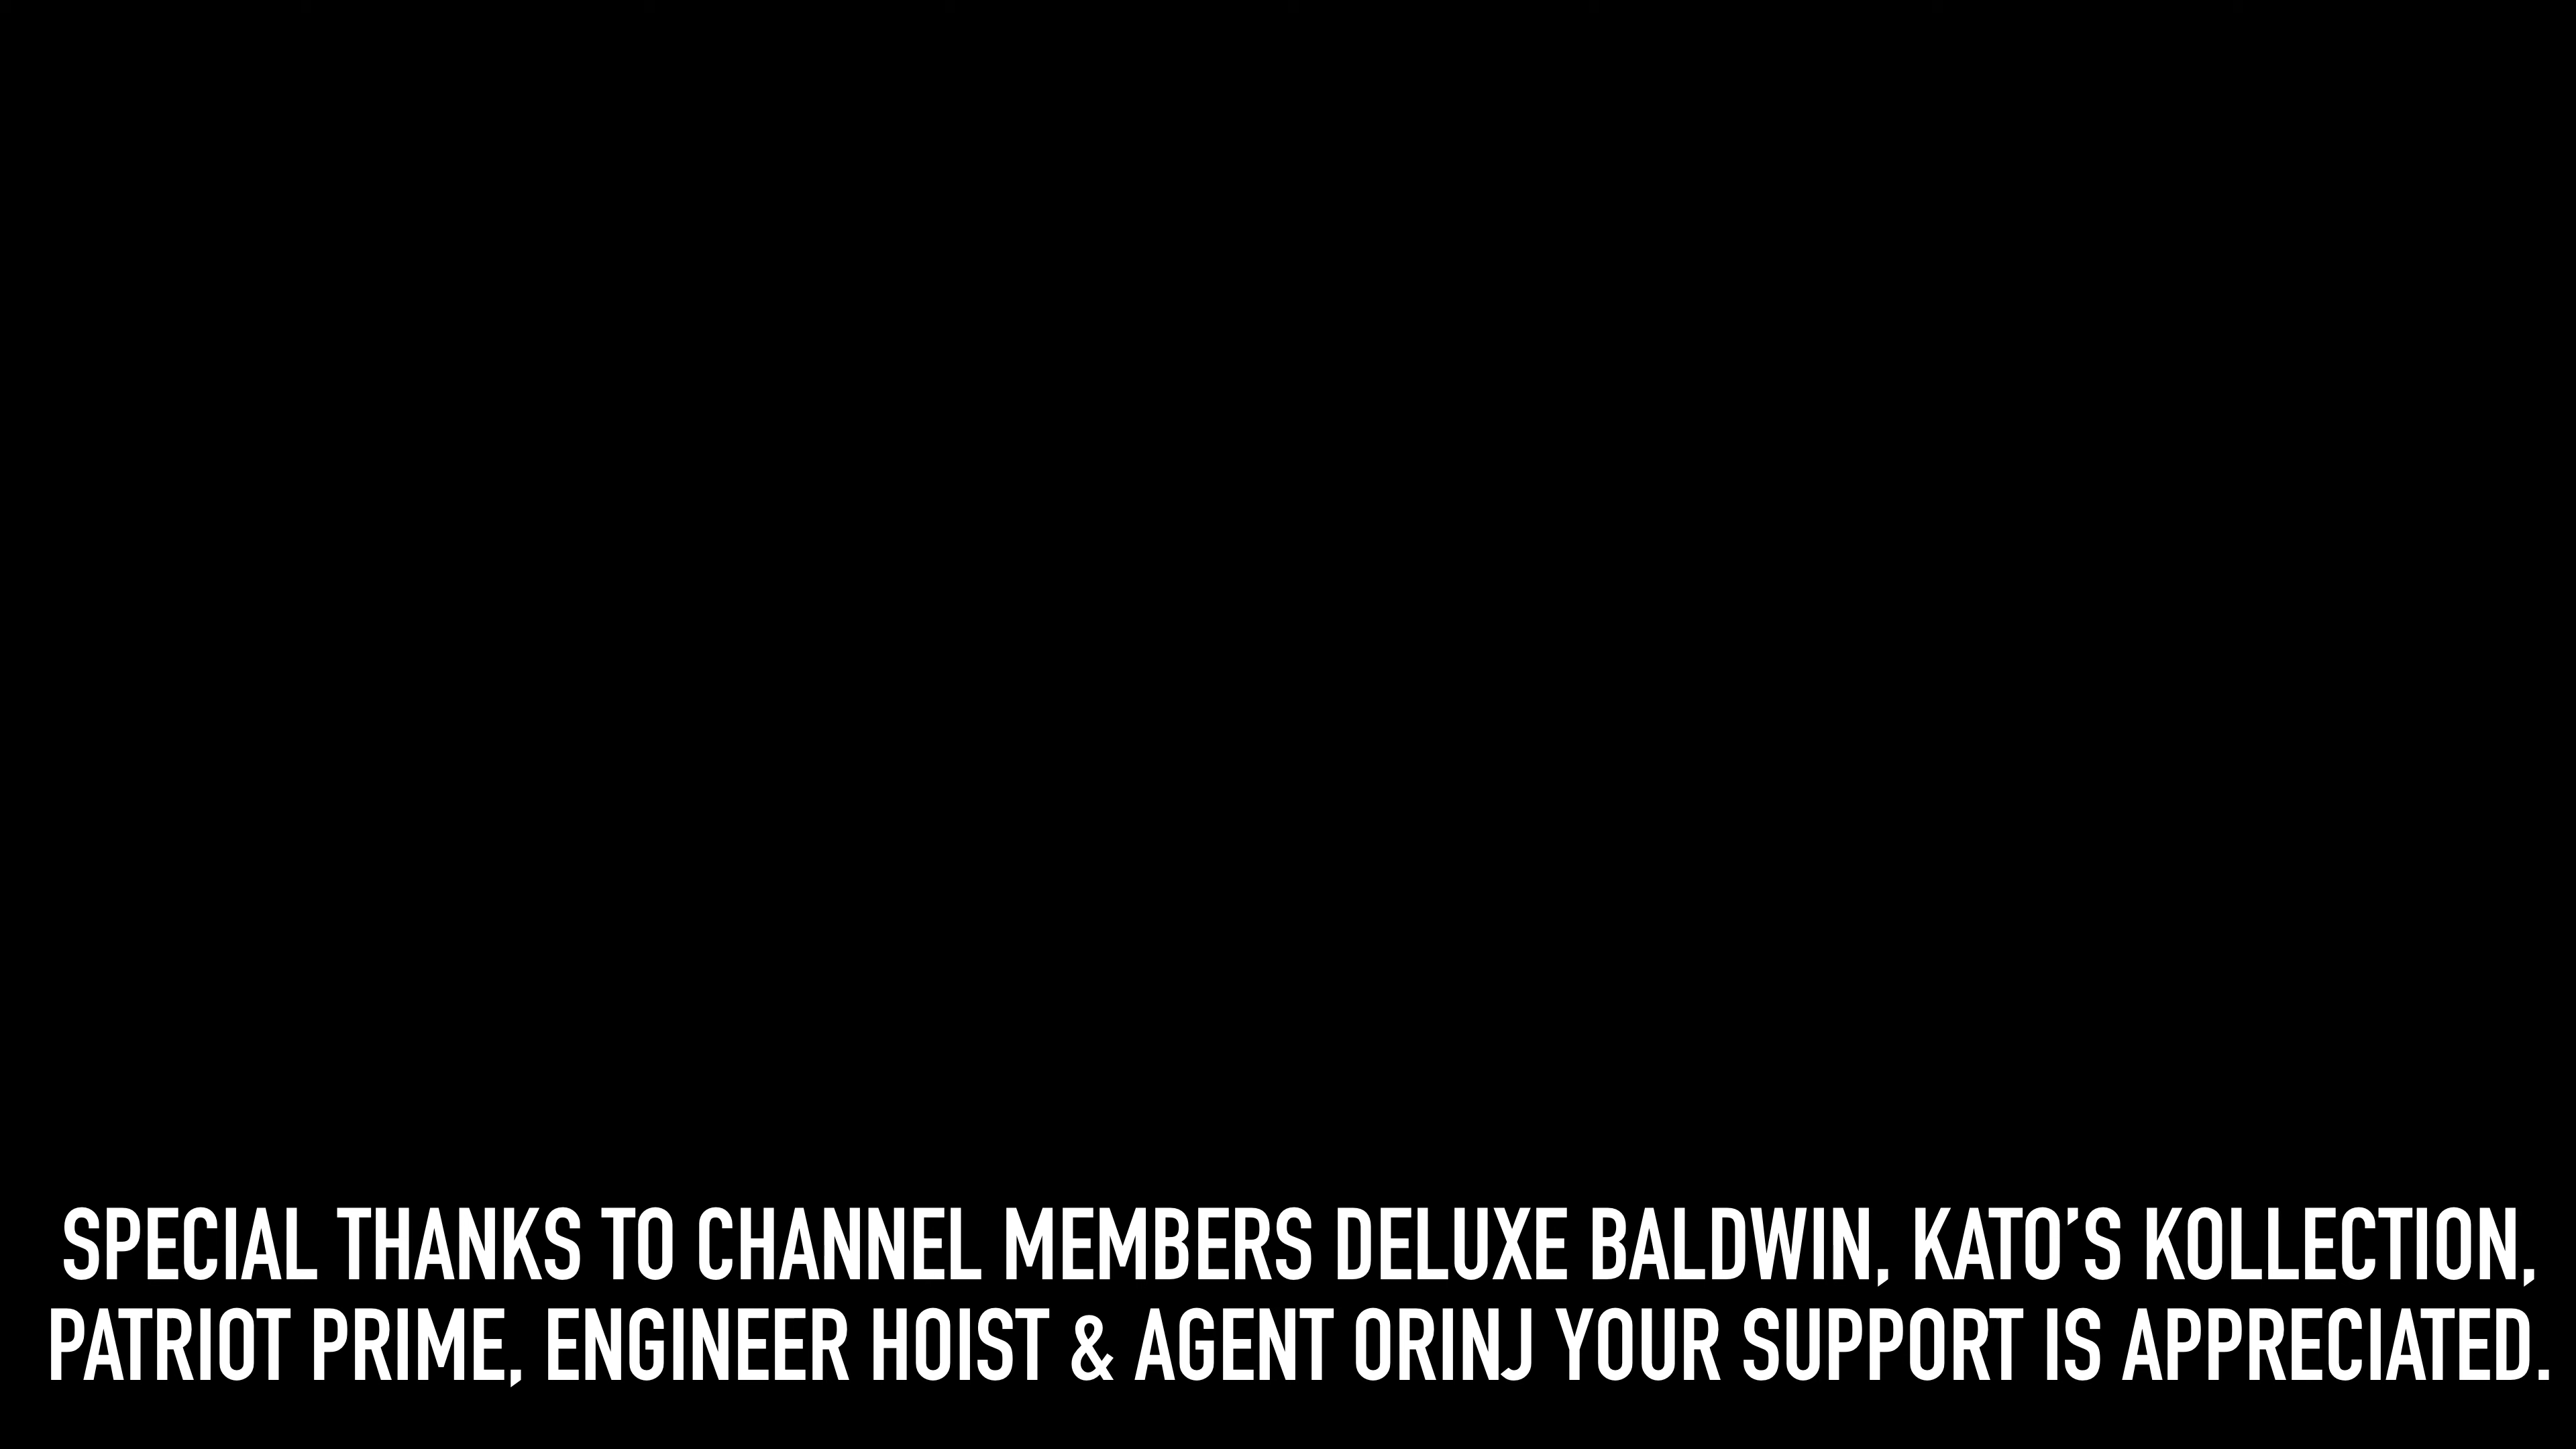 SPECIAL THANKS TO CHANNEL MEMBERS DELUXE BALDWIN, KATO’S KOLLECTION,
PATRIOT PRIME, ENGINEER HOIST & AGENT ORINJ YOUR SUPPORT IS APPRECIATED.